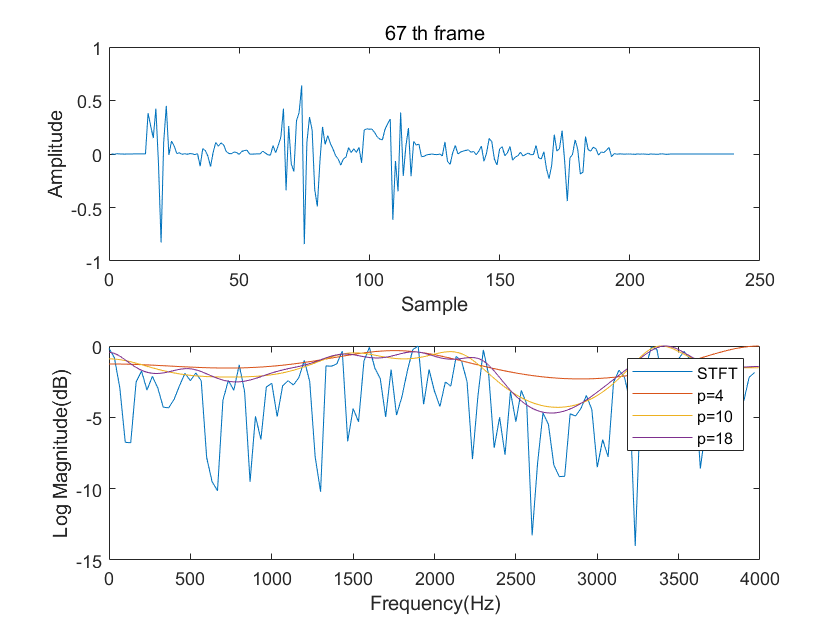 67 th frame
1
0.5
0
-0.5
-1
Amplitude
0
50
100
150
200
250
Sample
0
-5
-10
-15
Log Magnitude(dB)
STFT
p=4
p=10
p=18
0
500
1000
1500
2000
2500
3000
3500
4000
Frequency(Hz)